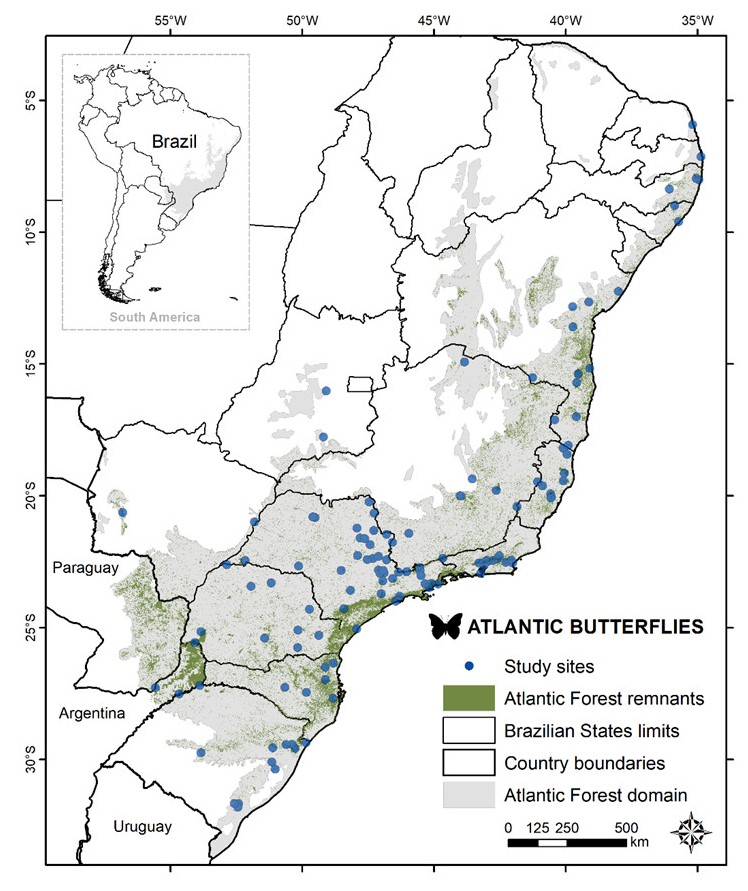 55°W 50°W 45°W 40°W 35°W
5°S
10°S
15°S
20°S
25°S
30°S
Brazil
South America
Paraguay
Argentina
Uruguay
ATLANTIC BUTTERFLIES
Study sites
Atlantic Forest remnants
Brazilian States limits
Country boundaries
Atlantic Forest domain
0 125 250 500
km